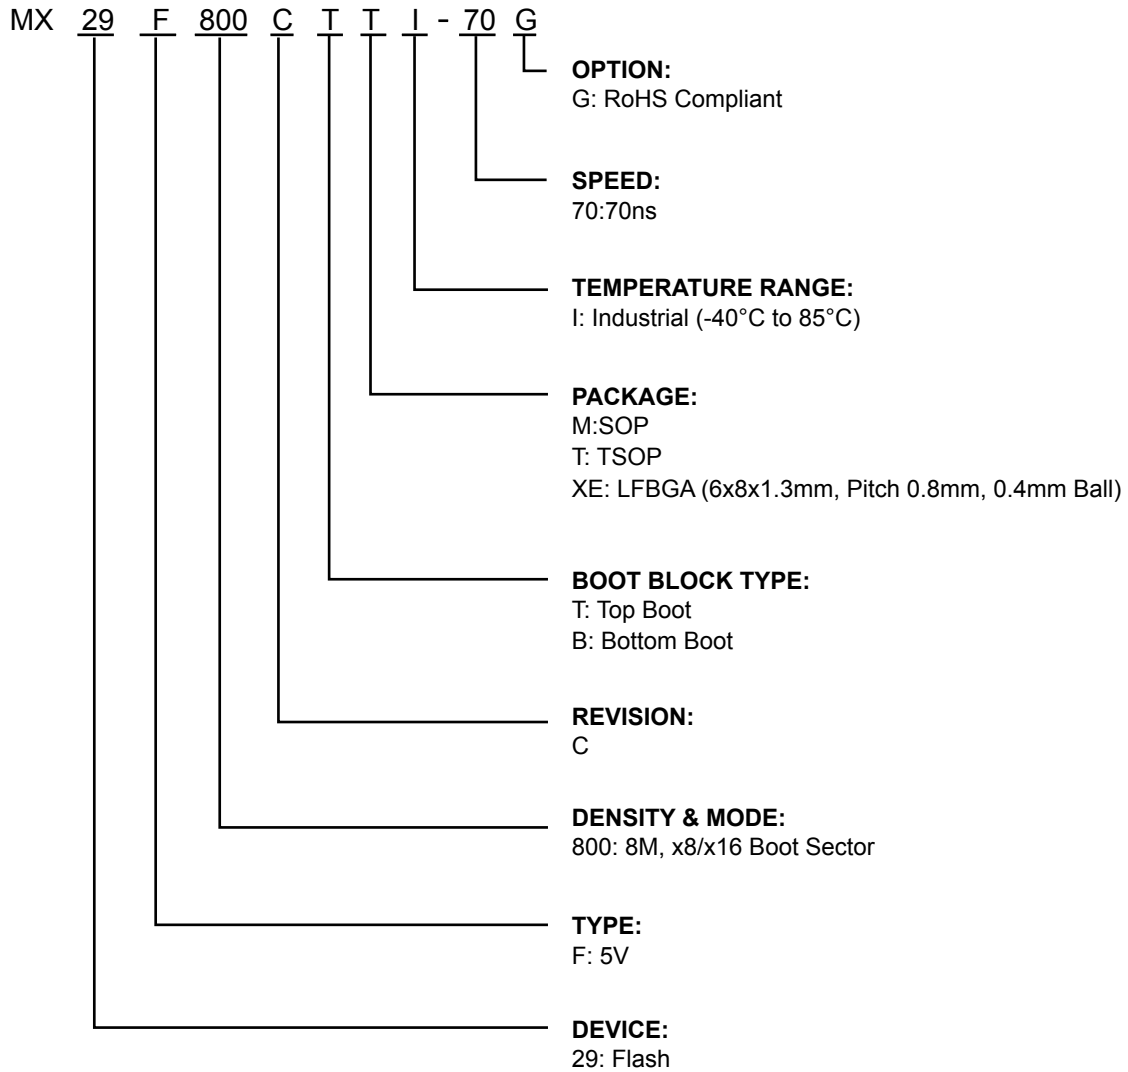 MX 29 F 800 C T T I - 70 G
OPTION:
G: RoHS Compliant
SPEED:
70:70ns
TEMPERATURE RANGE:
I: Industrial (-40°C to 85°C)
PACKAGE:
M:SOP
T: TSOP
XE: LFBGA (6x8x1.3mm, Pitch 0.8mm, 0.4mm Ball)
BOOT BLOCK TYPE:
T: Top Boot
B: Bottom Boot
REVISION:
C
DENSITY & MODE:
800: 8M, x8/x16 Boot Sector
TYPE:
F: 5V
DEVICE:
29: Flash